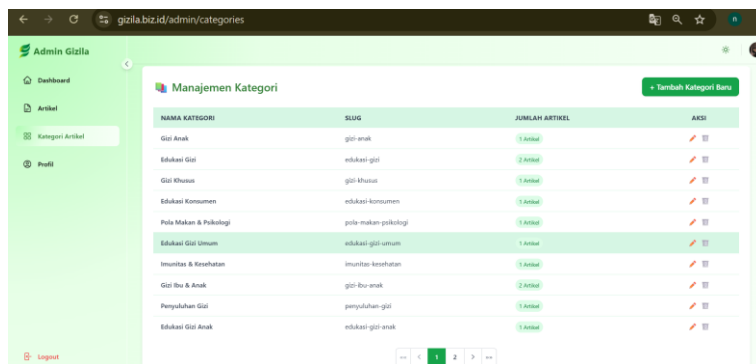 gizila.biz.id/admin/categories
n
Admin Gizila
Dashboard
Artikel
Kategori Artikel
Profil
Logout
Manajemen Kategori
+ Tambah Kategori Baru
NAMA KATEGORI SLUG JUMLAH ARTIKEL AKSI
Gizi Anak gizi-anak 1 Artikel
Edukasi Gizi edukasi-gizi 2 Artikel
Gizi Khusus gizi-khusus 1 Artikel
Edukasi Konsumen edukasi-konsumen 1 Artikel
Pola Makan & Psikologi pola-makan-psikologi 1 Artikel
Edukasi Gizi Umum edukasi-gizi-umum 1 Artikel
Imunitas & Kesehatan imunitas-kesehatan 1 Artikel
Gizi Ibu & Anak gizi-ibu-anak 2 Artikel
Penyuluhan Gizi penyuluhan-gizi 1 Artikel
Edukasi Gizi Anak edukasi-gizi-anak 1 Artikel
<< < 1 2 > >>